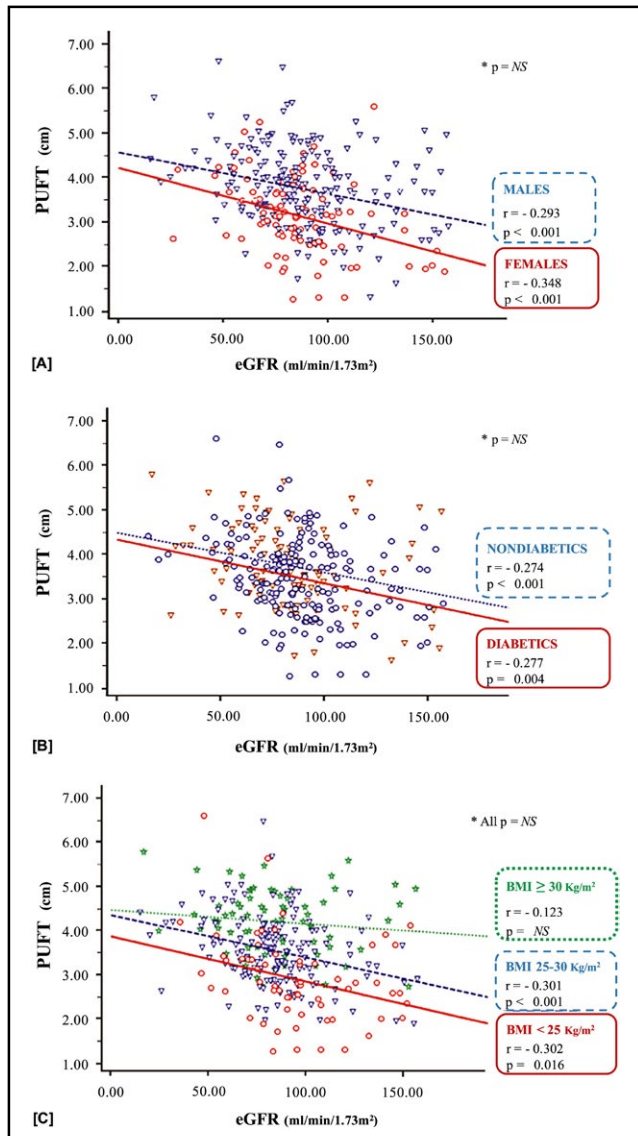 7.00
6.00
5.00
4.00
3.00
2.00
1.00
PUFT (cm)
* p = NS
MALES
r = - 0.293
p < 0.001
FEMALES
r = - 0.348
p < 0.001
0.00
50.00
100.00
150.00
[A]
eGFR (ml/min/1.73m²)
7.00
6.00
5.00
4.00
3.00
2.00
1.00
PUFT (cm)
* p = NS
NONDIABETICS
r = - 0.274
p < 0.001
DIABETICS
r = - 0.277
p = 0.004
0.00
50.00
100.00
150.00
[B]
eGFR (ml/min/1.73m²)
7.00
6.00
5.00
4.00
3.00
2.00
1.00
PUFT (cm)
* All p = NS
BMI ≥ 30 Kg/m²
r = - 0.123
p = NS
BMI 25-30 Kg/m²
r = - 0.301
p < 0.001
BMI < 25 Kg/m²
r = - 0.302
p = 0.016
0.00
50.00
100.00
150.00
[C]
eGFR (ml/min/1.73m²)